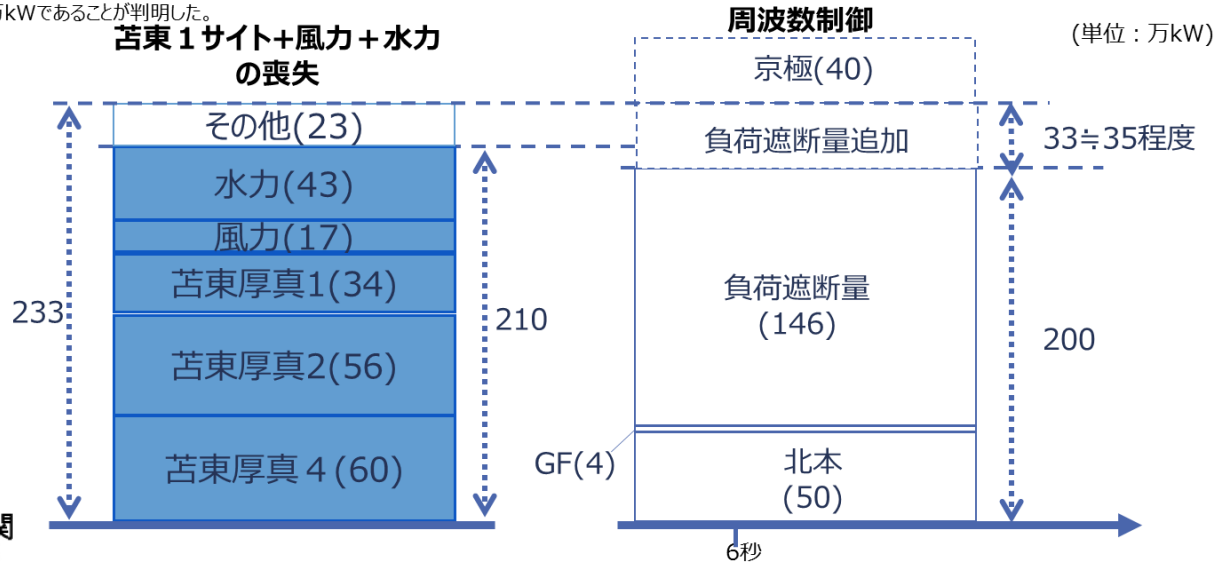 万kWであることが判明した。
苫東１サイト+風力＋水力
の喪失
周波数制御
(単位：万kW)
京極(40)
その他(23)
負荷遮断量追加
33≒35程度
水力(43)
風力(17)
苫東厚真1(34)
負荷遮断量
(146)
233
210
200
苫東厚真2(56)
苫東厚真４(60)
GF(4)
北本
(50)
6秒